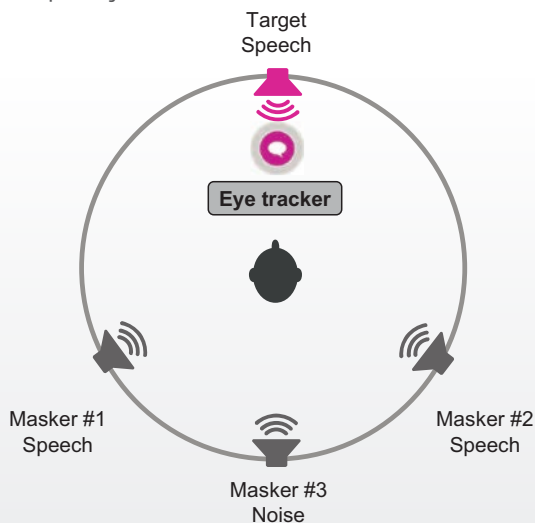 Target
Speech
Eye tracker
Masker #1
Speech
Masker #2
Speech
Masker #3
Noise